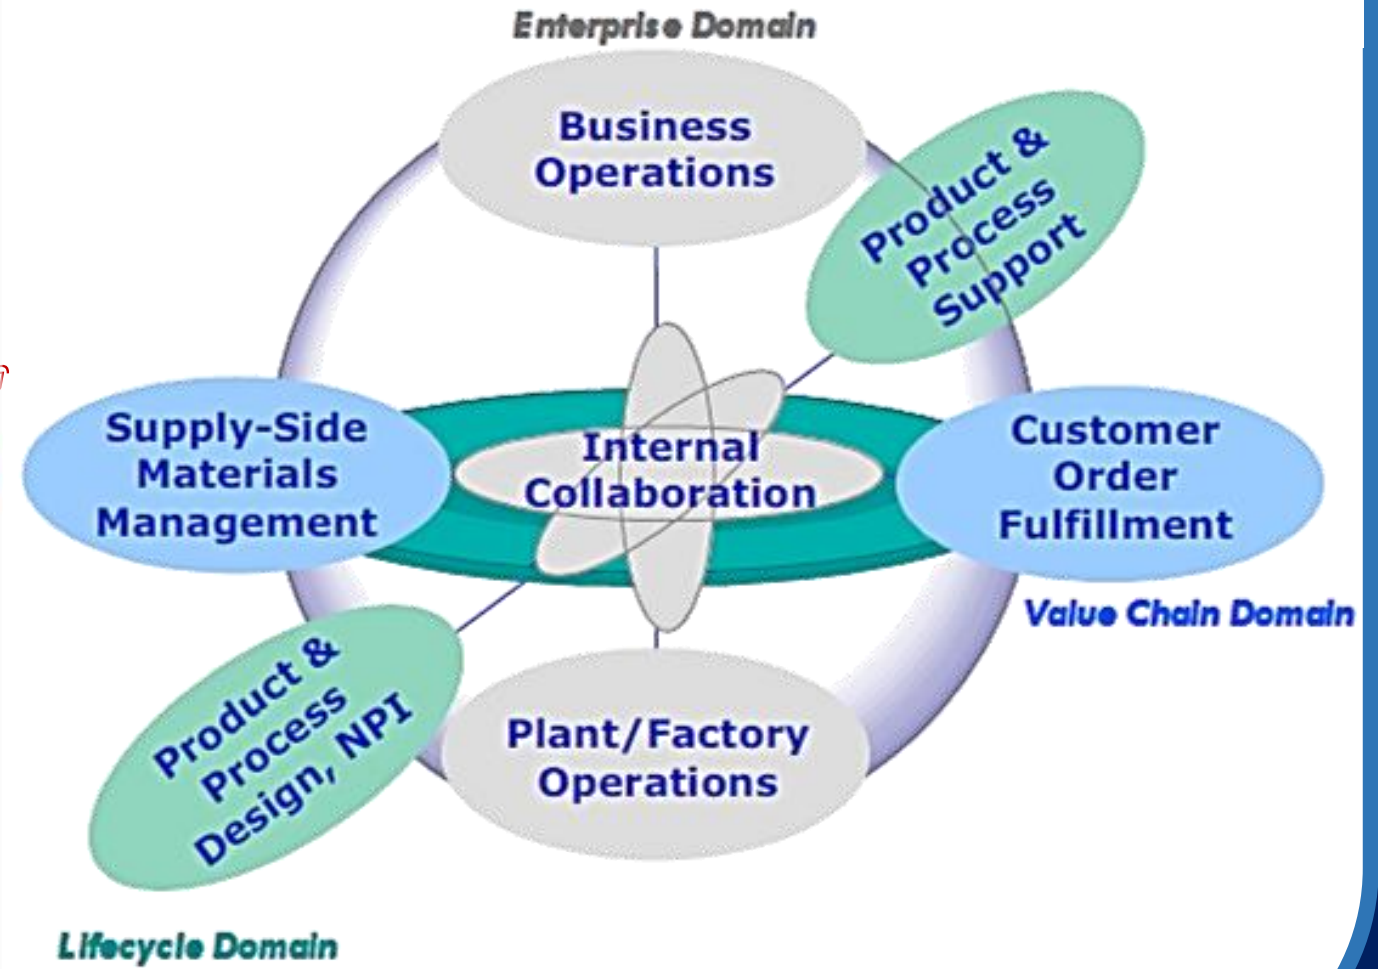 Enterprise Domain
Business
Operations
Product &
Process
Support
Supply-Side
Materials
Management
Internal
Collaboration
Customer
Order
Fulfillment
Value Chain Domain
Product &
Process
Design, NPI
Plant/Factory
Operations
Lifecycle Domain